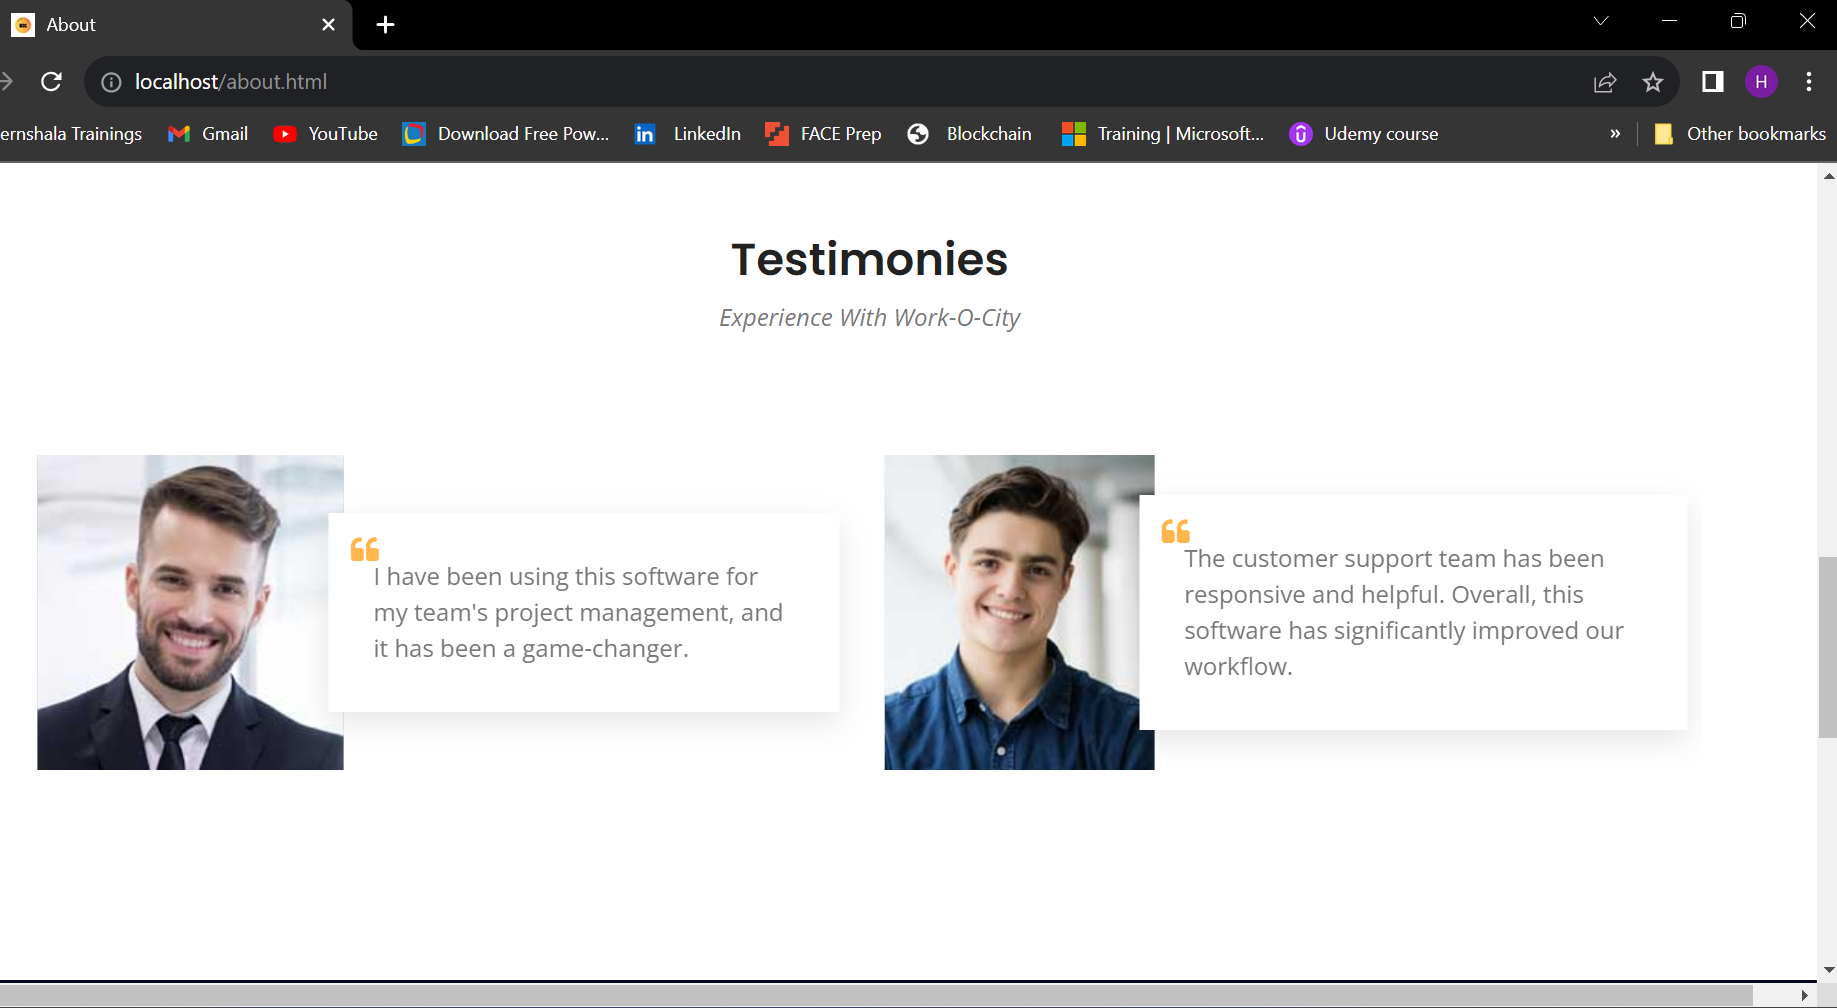 About
localhost/about.html
ernshala Trainings
Gmail
YouTube
Download Free Pow...
LinkedIn
FACE Prep
Blockchain
Training | Microsoft...
Udemy course
»
Other bookmarks
H
Testimonies
Experience With Work-O-City
“
I have been using this software for
my team's project management, and
it has been a game-changer.
“
The customer support team has been
responsive and helpful. Overall, this
software has significantly improved our
workflow.